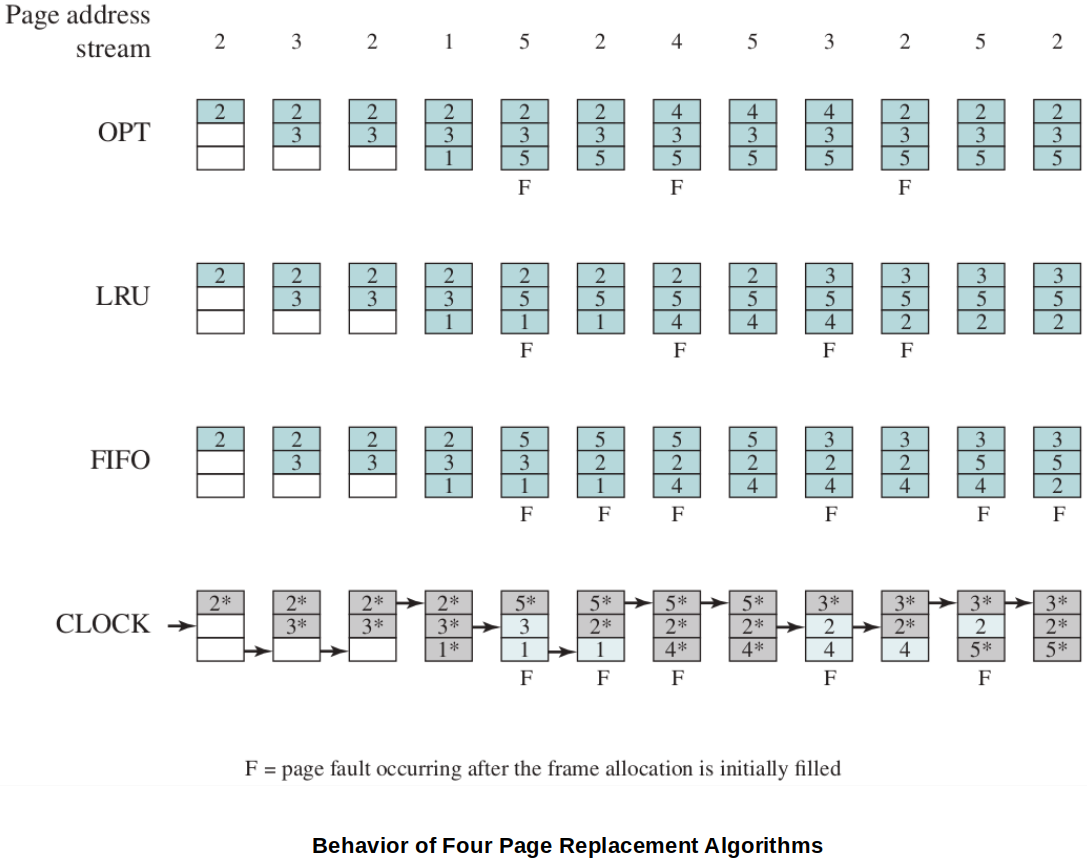 Page address
stream 2 3 2 1 5 2 4 5 3 2 5 2
2 2 2 2 2 2 4 4 4 2 2 2
OPT 3 3 3 3 3 3 3 3 3 3 3
1 5 5 5 5 5 5 5 5
F F F
2 2 2 2 2 2 2 2 3 3 3 3
LRU 3 3 3 5 5 5 5 5 5 5 5
1 1 1 4 4 4 2 2 2
F F F F
2 2 2 2 5 5 5 5 3 3 3 3
FIFO 3 3 3 3 2 2 2 2 2 5 5
1 1 1 4 4 4 4 4 2
F F F F F F
2* 2* 2* 2* 5* 5* 5* 5* 3* 3* 3* 3*
CLOCK 3* 3* 3* 3 2* 2* 2* 2 2* 2 2*
1* 1 1 4* 4* 4 4 5* 5*
F F F F F
F = page fault occurring after the frame allocation is initially filled
Behavior of Four Page Replacement Algorithms